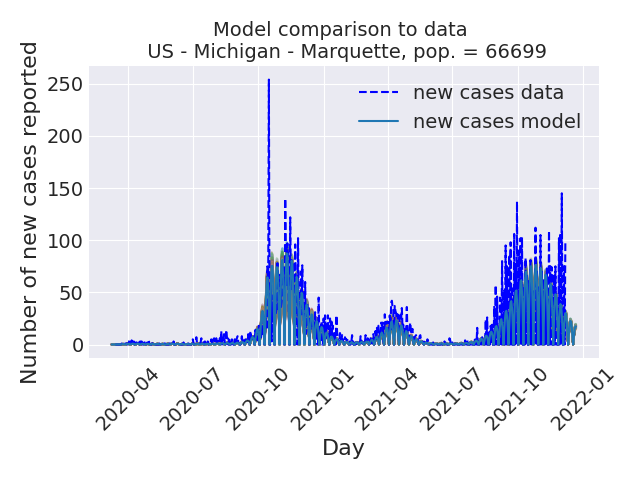 Model comparison to data
US - Michigan - Marquette, pop. = 66699
Number of new cases reported
250
200
150
100
50
0
new cases data
new cases model
2020-04
2020-07
2020-10
2021-01
2021-04
2021-07
2021-10
2022-01
Day